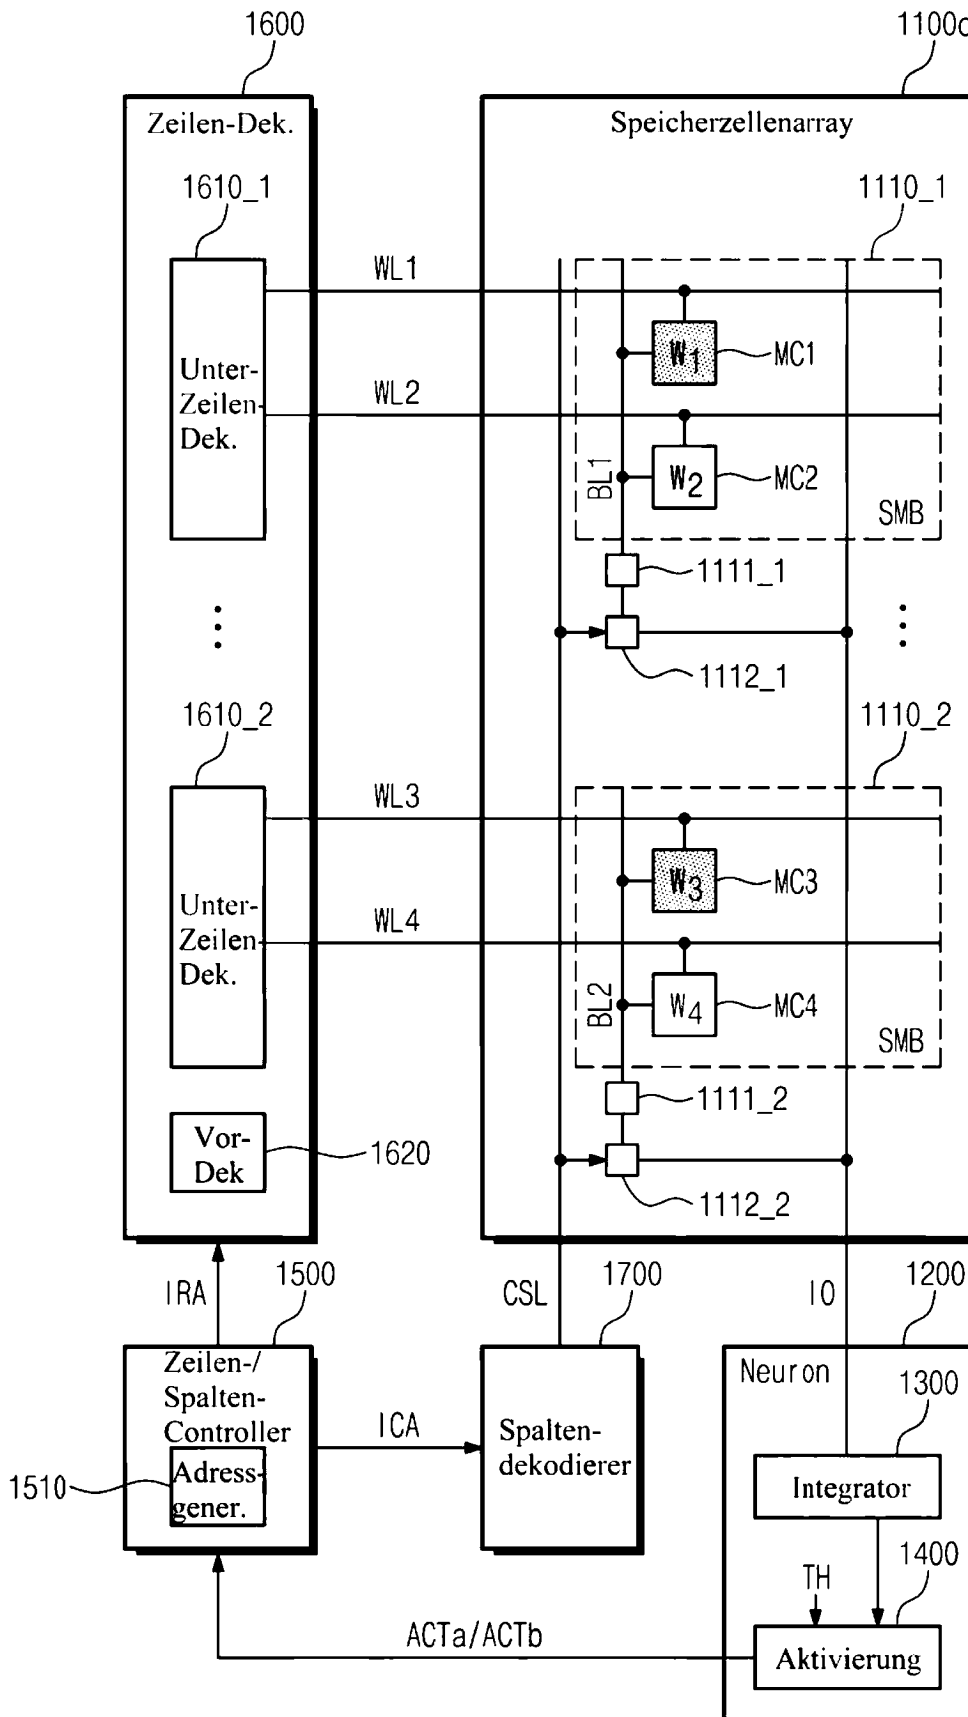 1600
1100c
Zeilen-Dek.
Speicherzellenarray
1610_1
1110_1
WL1
W1
MC1
Unter-
Zeilen-
Dek.
WL2
BL1
W2
MC2
SMB
1111_1
1112_1
1610_2
1110_2
WL3
W3
MC3
Unter-
Zeilen-
Dek.
WL4
BL2
W4
MC4
SMB
1111_2
Vor-
Dek
1620
1112_2
IRA
1500
CSL
1700
IO
1200
Zeilen-/
Spalten-
Controller
Neuron
1300
ICA
Spalten-
dekodierer
1510
Adress-
gener.
Integrator
1400
TH
ACTa/ACTb
Aktivierung